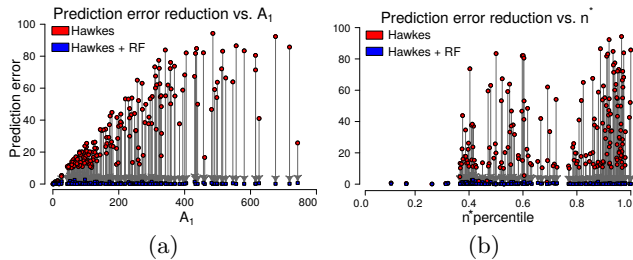 Prediction error reduction vs. A1
Hawkes
Hawkes + RF
Prediction error
100
80
60
40
20
0
0 200 400 600 800
A1
(a)
Prediction error reduction vs. n*
Hawkes
Hawkes + RF
100
80
60
40
20
0
0.0 0.2 0.4 0.6 0.8 1.0
n*percentile
(b)